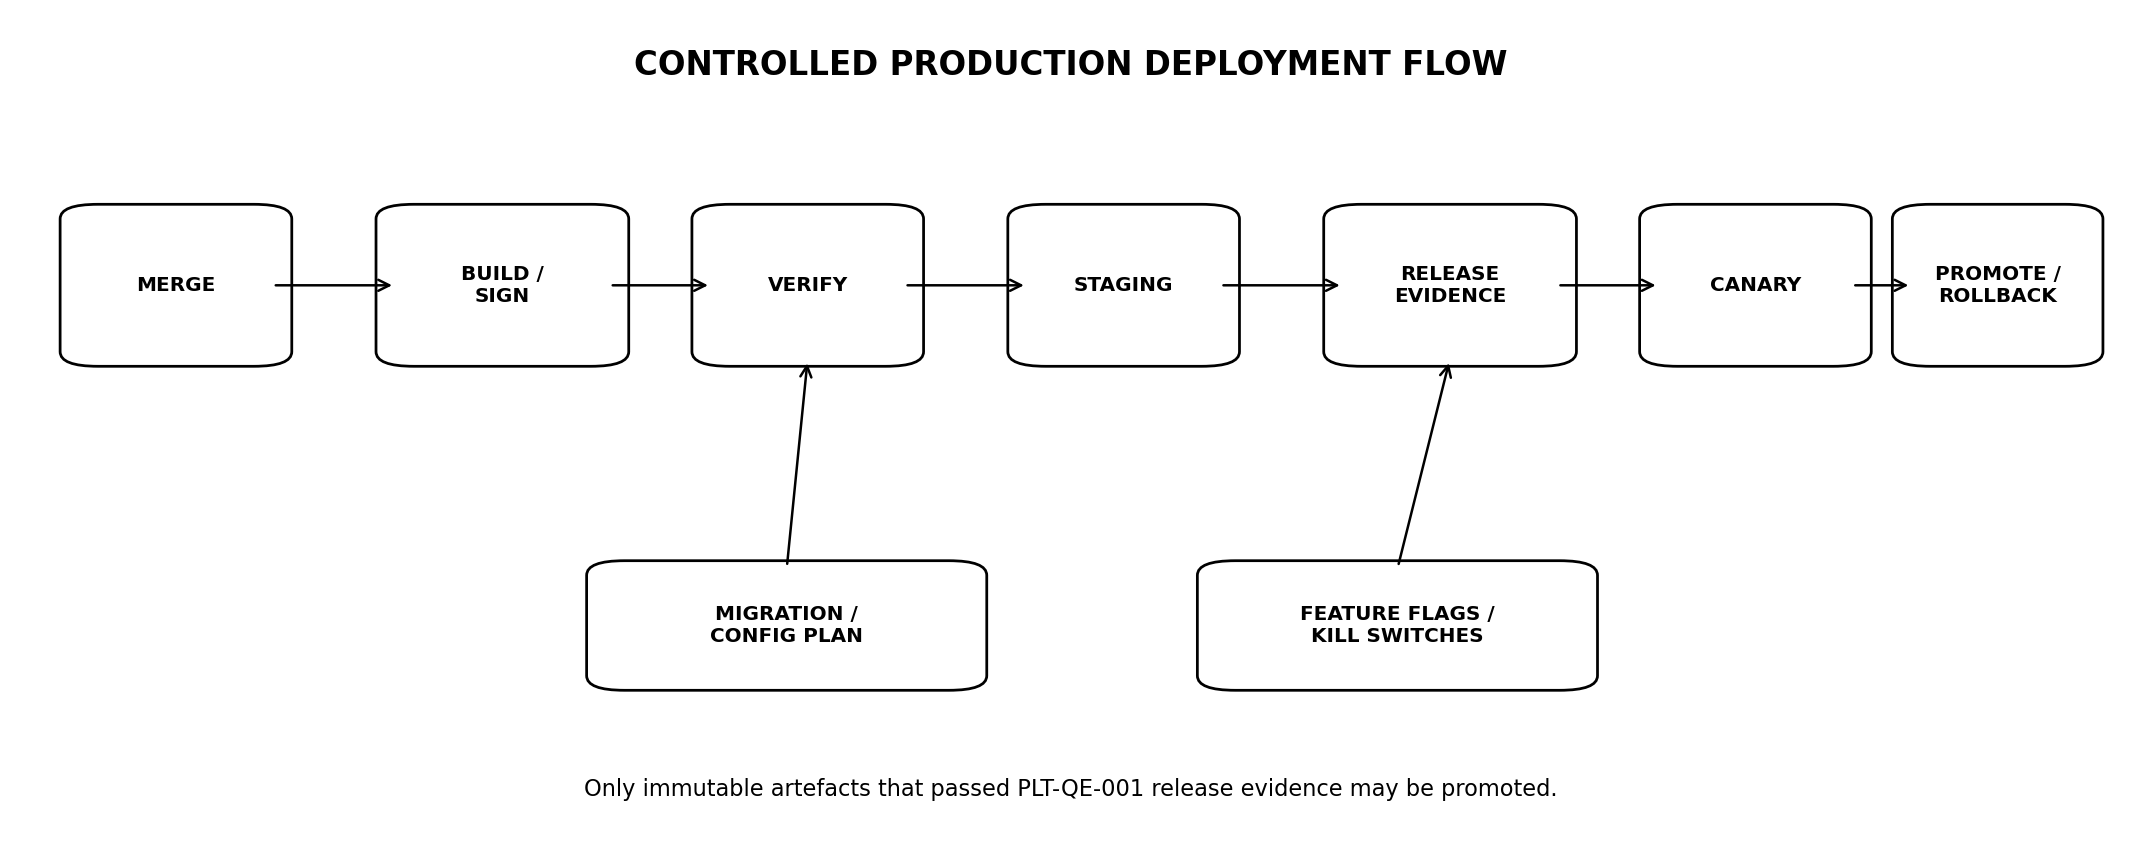 CONTROLLED PRODUCTION DEPLOYMENT FLOW
MERGE
BUILD /
SIGN
VERIFY
STAGING
RELEASE
EVIDENCE
CANARY
PROMOTE /
ROLLBACK
MIGRATION /
CONFIG PLAN
FEATURE FLAGS /
KILL SWITCHES
Only immutable artefacts that passed PLT-QE-001 release evidence may be promoted.